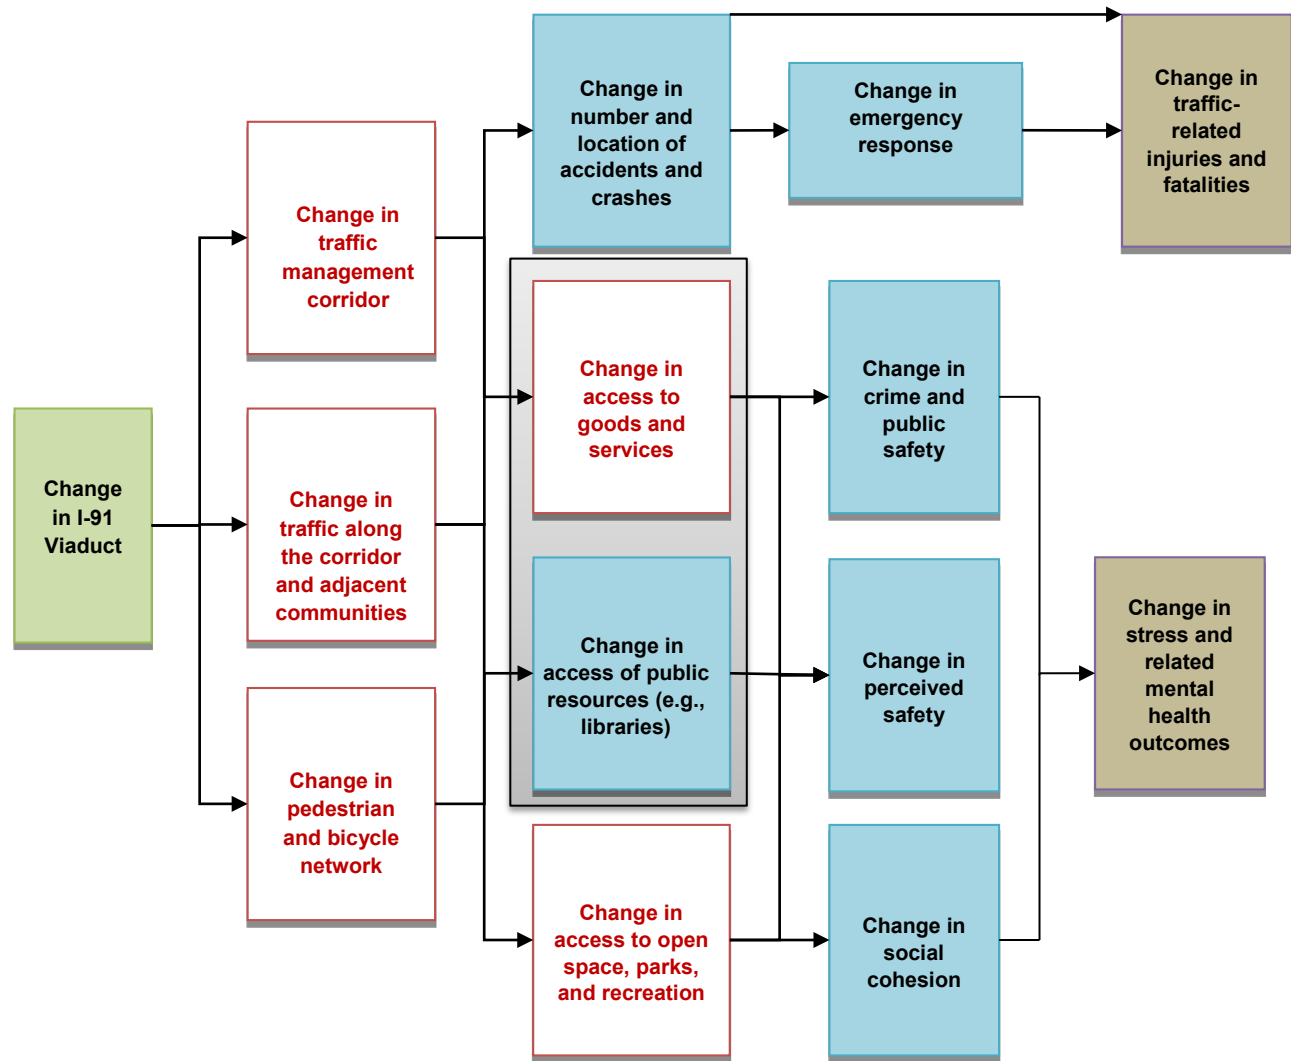 Change
in I-91
Viaduct
Change in
traffic
management
corridor
Change in
traffic along
the corridor
and adjacent
communities
Change in
pedestrian
and bicycle
network
Change in
number and
location of
accidents and
crashes
Change in
access to
goods and
services
Change in
access of public
resources (e.g.,
libraries)
Change in
access to open
space, parks,
and recreation
Change in
emergency
response
Change in
crime and
public
safety
Change in
perceived
safety
Change in
social
cohesion
Change in
traffic-
related
injuries and
fatalities
Change in
stress and
related
mental
health
outcomes